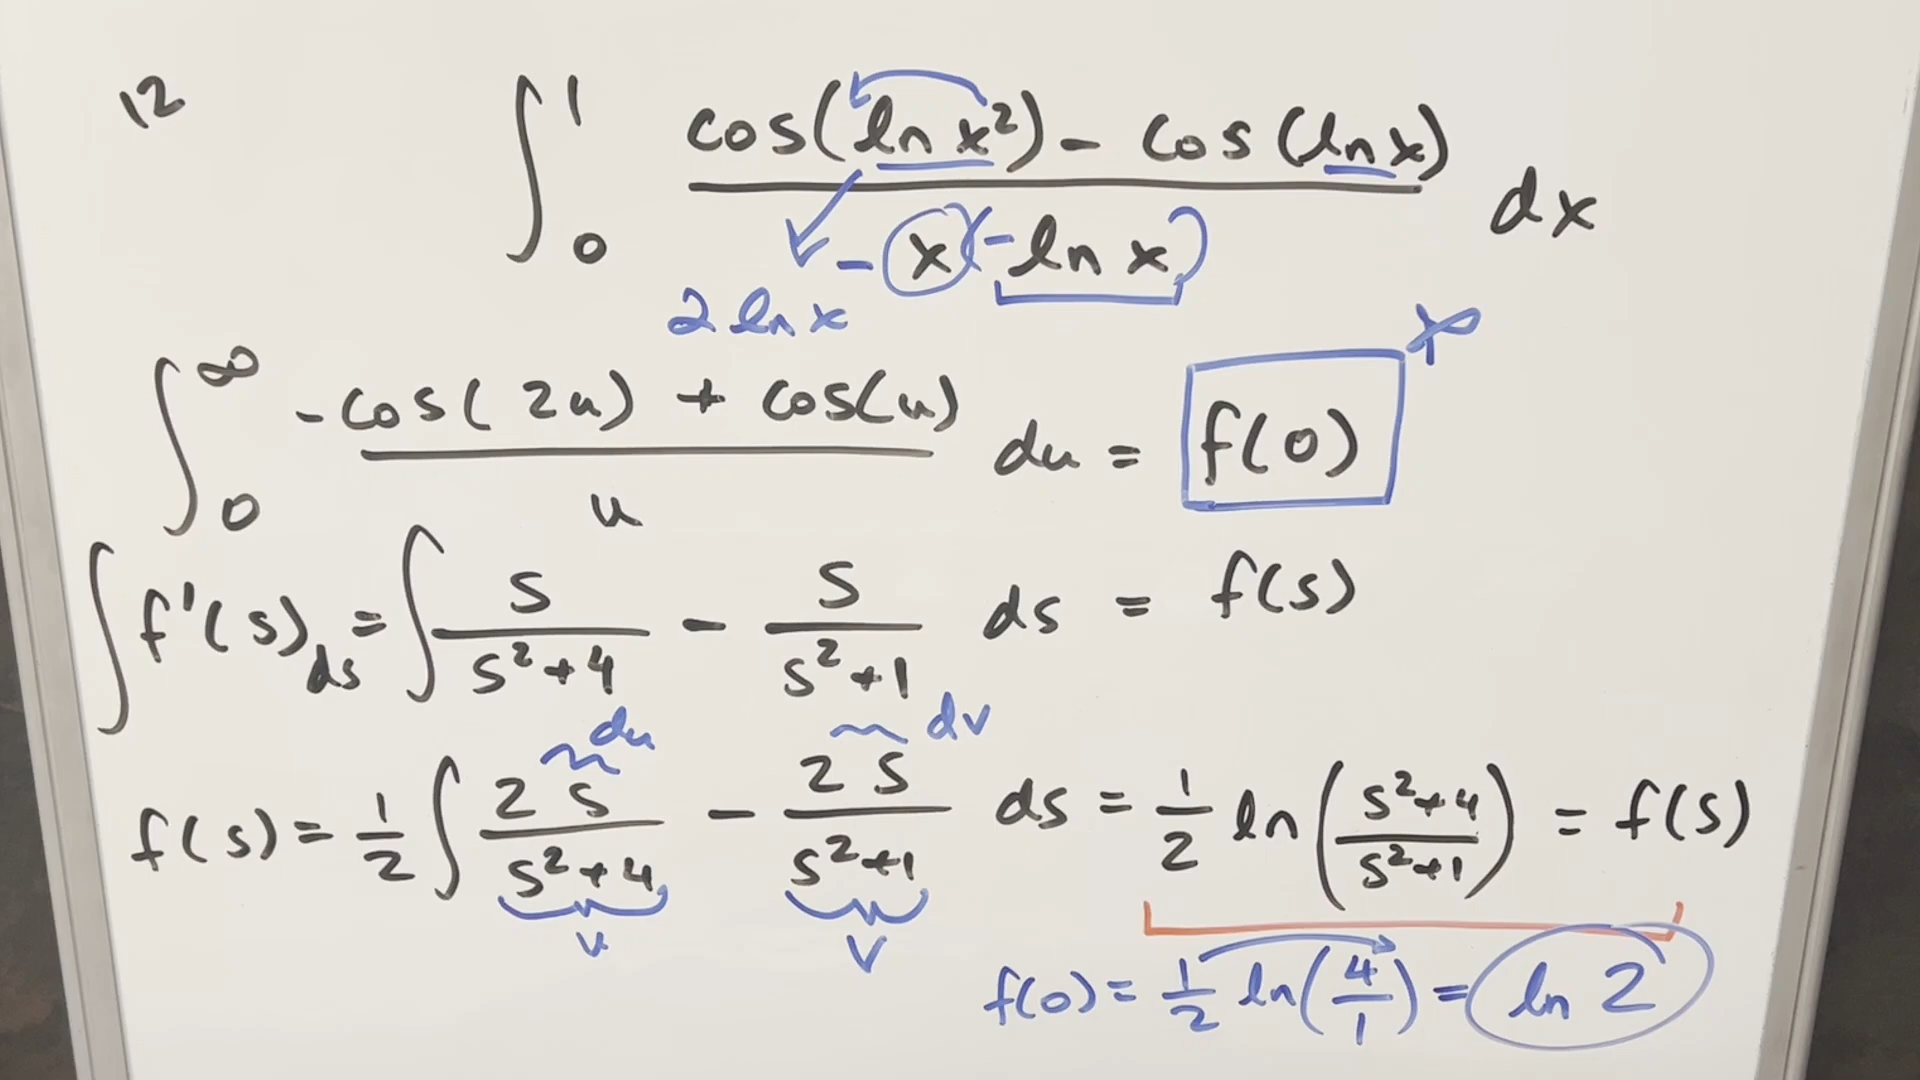 12
∫₀¹ (cos(ln x²) - cos(ln x)) / (-x(-ln x)) dx
2 ln x
∫₀^∞ (-cos(2u) + cos(u)) / u du = f(0)
∫ f'(s) ds = ∫ s/(s²+4) - s/(s²+1) ds = f(s)
du dv
f(s) = 1/2 ∫ 2s/(s²+4) - 2s/(s²+1) ds = 1/2 ln((s²+4)/(s²+1)) = f(s)
u v
f(0) = 1/2 ln(4/1) = ln 2